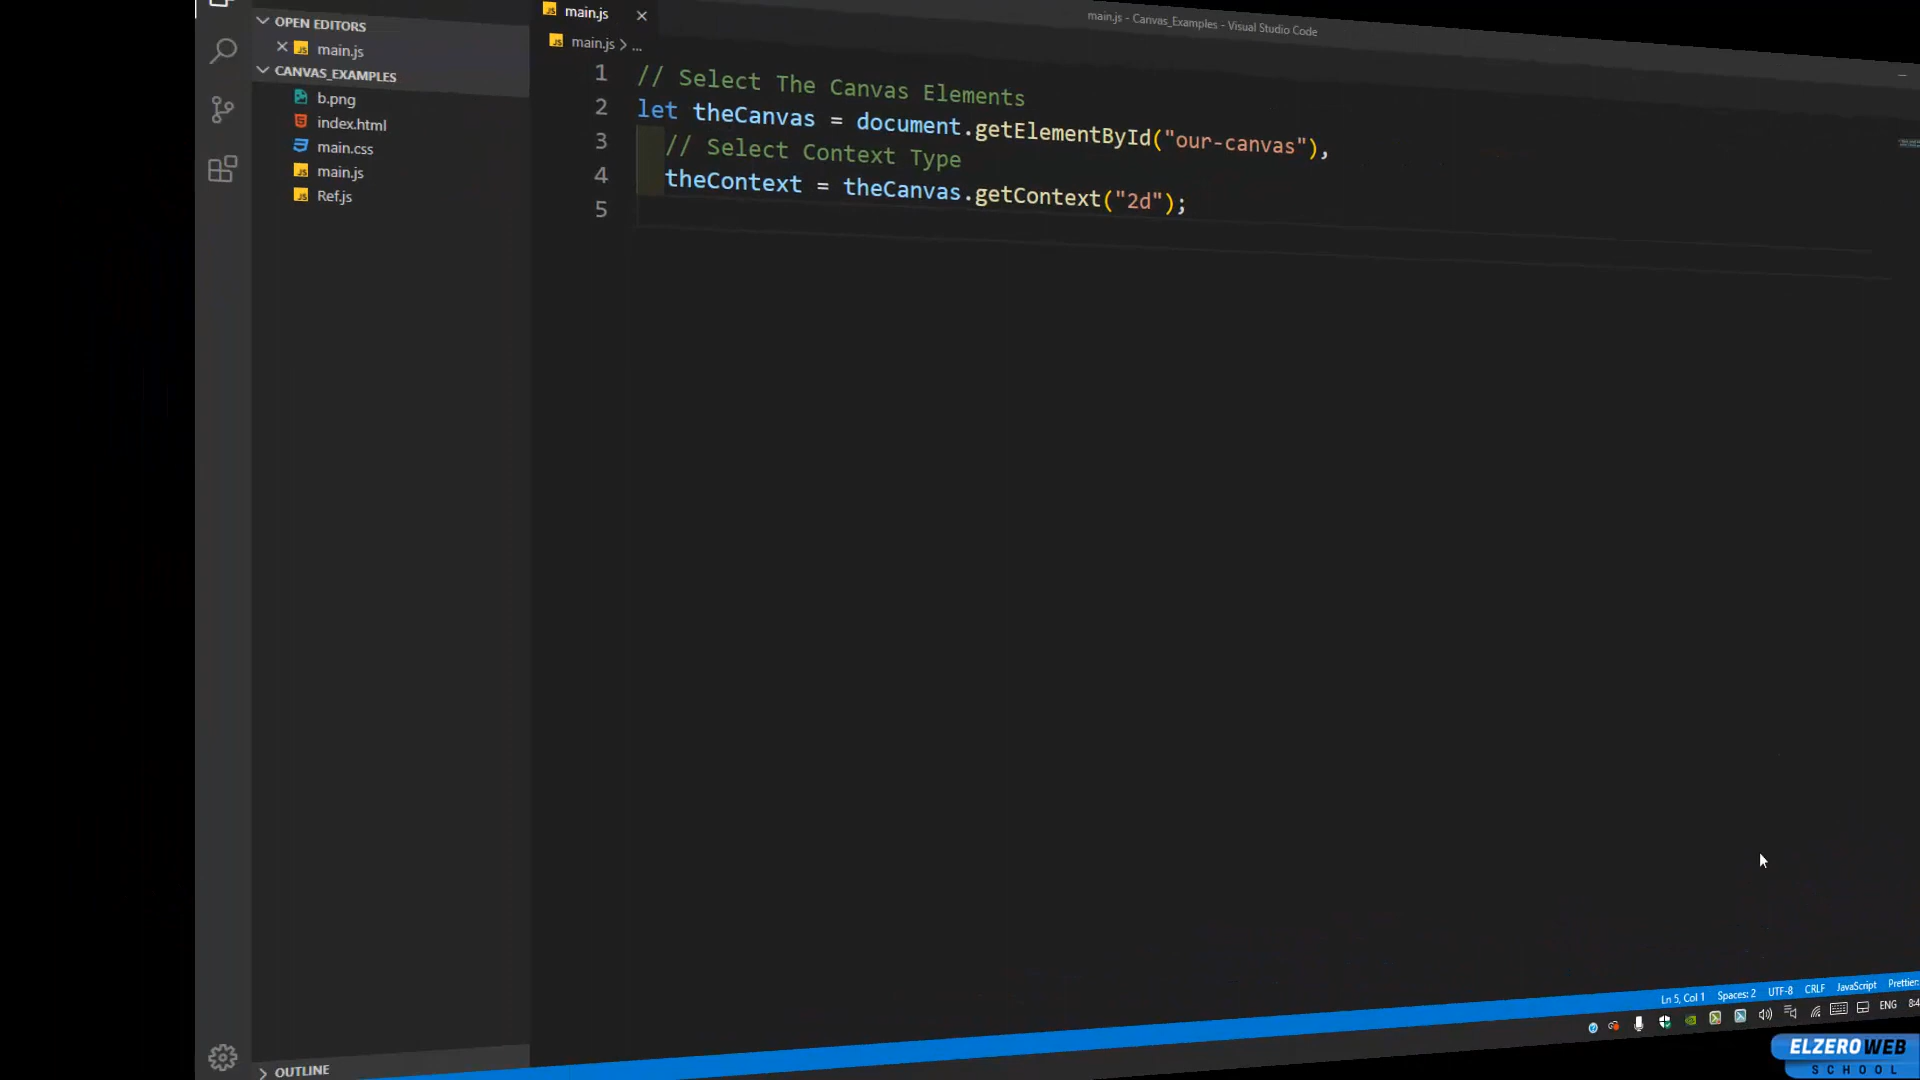 main.js - Canvas_Examples - Visual Studio Code
OPEN EDITORS
main.js
CANVAS_EXAMPLES
b.png
index.html
main.css
main.js
Ref.js
OUTLINE
main.js
main.js > ...
1 // Select The Canvas Elements
2 let theCanvas = document.getElementById("our-canvas"),
3 // Select Context Type
4 theContext = theCanvas.getContext("2d");
5
Ln 5, Col 1 Spaces: 2 UTF-8 CRLF JavaScript Prettier:
ENG
ELZERO WEB
SCHOOL